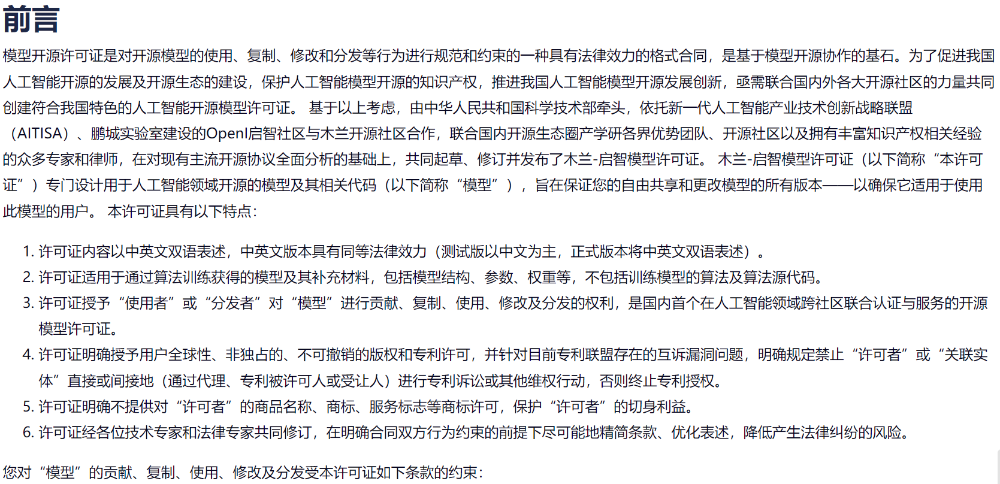 前言
模型开源许可证是对开源模型的使用、复制、修改和分发等行为进行规范和约束的一种具有法律效力的格式合同，是基于模型开源协作的基石。为了促进我国
人工智能开源的发展及开源生态的建设，保护人工智能模型开源的知识产权，推进我国人工智能模型开源发展创新，亟需联合国内外各大开源社区的力量共同
创建符合我国特色的人工智能开源模型许可证。 基于以上考虑，由中华人民共和国科学技术部牵头，依托新一代人工智能产业技术创新战略联盟
（AITISA）、鹏城实验室建设的OpenI启智社区与木兰开源社区合作，联合国内开源生态圈产学研各界优势团队、开源社区以及拥有丰富知识产权相关经验
的众多专家和律师，在对现有主流开源协议全面分析的基础上，共同起草、修订并发布了木兰-启智模型许可证。 木兰-启智模型许可证（以下简称“本许可
证”）专门设计用于人工智能领域开源的模型及其相关代码（以下简称“模型”），旨在保证您的自由共享和更改模型的所有版本——以确保它适用于使用
此模型的用户。 本许可证具有以下特点：
1. 许可证内容以中英文双语表述，中英文版本具有同等法律效力（测试版以中文为主，正式版本将中英文双语表述）。
2. 许可证适用于通过算法训练获得的模型及其补充材料，包括模型结构、参数、权重等，不包括训练模型的算法及算法源代码。
3. 许可证授予“使用者”或“分发者”对“模型”进行贡献、复制、使用、修改及分发的权利，是国内首个在人工智能领域跨社区联合认证与服务的开源
模型许可证。
4. 许可证明确授予用户全球性、非独占的、不可撤销的版权和专利许可，并针对目前专利联盟存在的互诉漏洞问题，明确规定禁止“许可者”或“关联实
体”直接或间接地（通过代理、专利被许可人或受让人）进行专利诉讼或其他维权行动，否则终止专利授权。
5. 许可证明确不提供对“许可者”的商品名称、商标、服务标志等商标许可，保护“许可者”的切身利益。
6. 许可证经各位技术专家和法律专家共同修订，在明确合同双方行为约束的前提下尽可能地精简条款、优化表述，降低产生法律纠纷的风险。
您对“模型”的贡献、复制、使用、修改及分发受本许可证如下条款的约束：